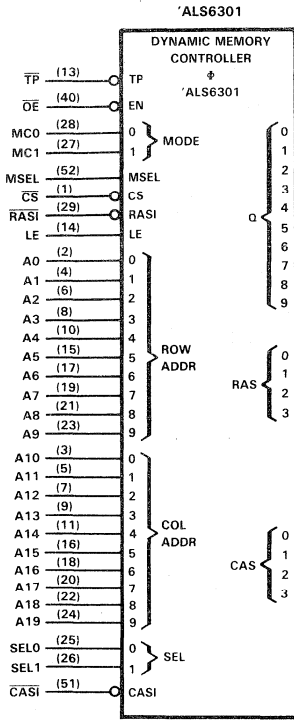 'ALS6301
DYNAMIC MEMORY
CONTROLLER
Φ
'ALS6301
TP (13) TP
OE (40) EN
MC0 (28) 0
MC1 (27) 1
MODE
MSEL (52) MSEL
CS (1) CS
RASI (29) RASI
LE (14) LE
A0 (2) 0
A1 (4) 1
A2 (6) 2
A3 (8) 3
A4 (10) 4
A5 (15) 5
A6 (17) 6
A7 (19) 7
A8 (21) 8
A9 (23) 9
ROW
ADDR
A10 (3) 0
A11 (5) 1
A12 (7) 2
A13 (9) 3
A14 (11) 4
A15 (16) 5
A16 (18) 6
A17 (20) 7
A18 (22) 8
A19 (24) 9
COL
ADDR
SEL0 (25) 0
SEL1 (26) 1
SEL
CASI (51) CASI
Q
0
1
2
3
4
5
6
7
8
9
RAS
0
1
2
3
CAS
0
1
2
3